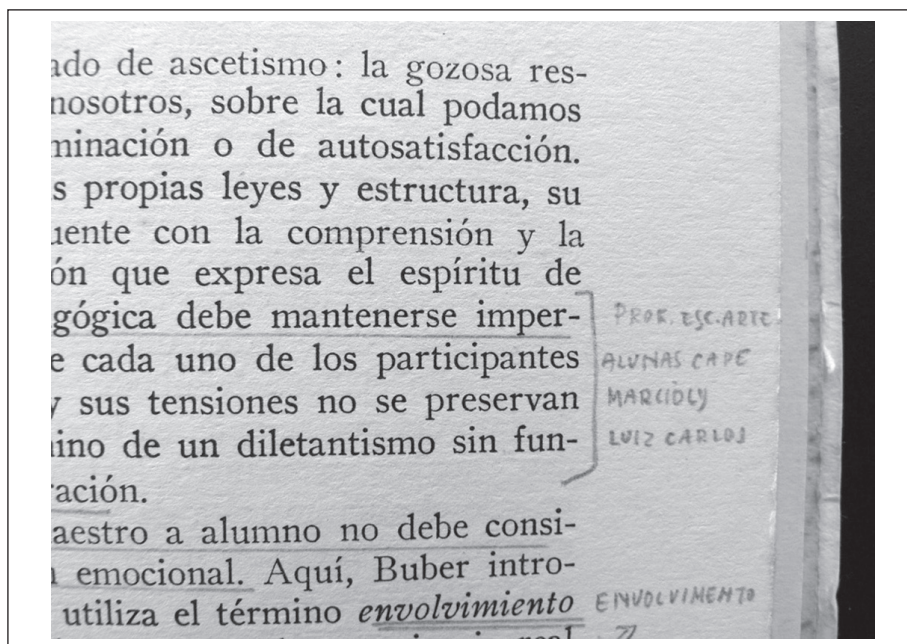 ado de ascetismo: la gozosa res-
nosotros, sobre la cual podamos
minación o de autosatisfacción.
s propias leyes y estructura, su
uente con la comprensión y la
ón que expresa el espíritu de
gógica debe mantenerse imper-
PROF. ESC. ARTE
e cada uno de los participantes
ALUNAS CAPE
y sus tensiones no se preservan
ino de un diletantismo sin fun-
LUIZ CARLOS
ación.
aestro a alumno no debe consi-
emocional. Aquí, Buber intro-
utiliza el término envolvimiento
ENVOLVIMENTO